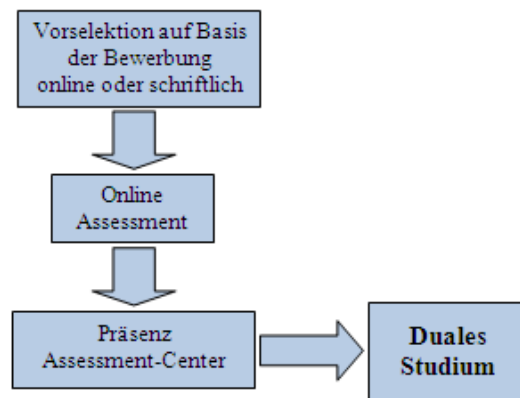 Vorselektion auf Basis
der Bewerbung
online oder schriftlich
Online
Assessment
Präsenz
Assessment-Center
Duales
Studium